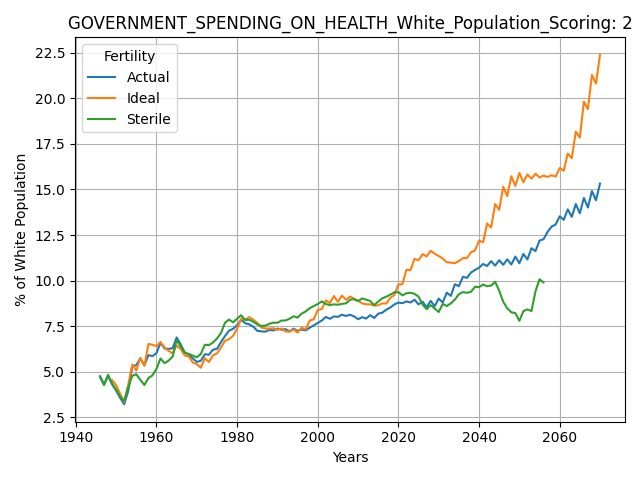 GOVERNMENT_SPENDING_ON_HEALTH_White_Population_Scoring: 2
Fertility
Actual
Ideal
Sterile
% of White Population
22.5
20.0
17.5
15.0
12.5
10.0
7.5
5.0
2.5
1940
1960
1980
2000
2020
2040
2060
Years